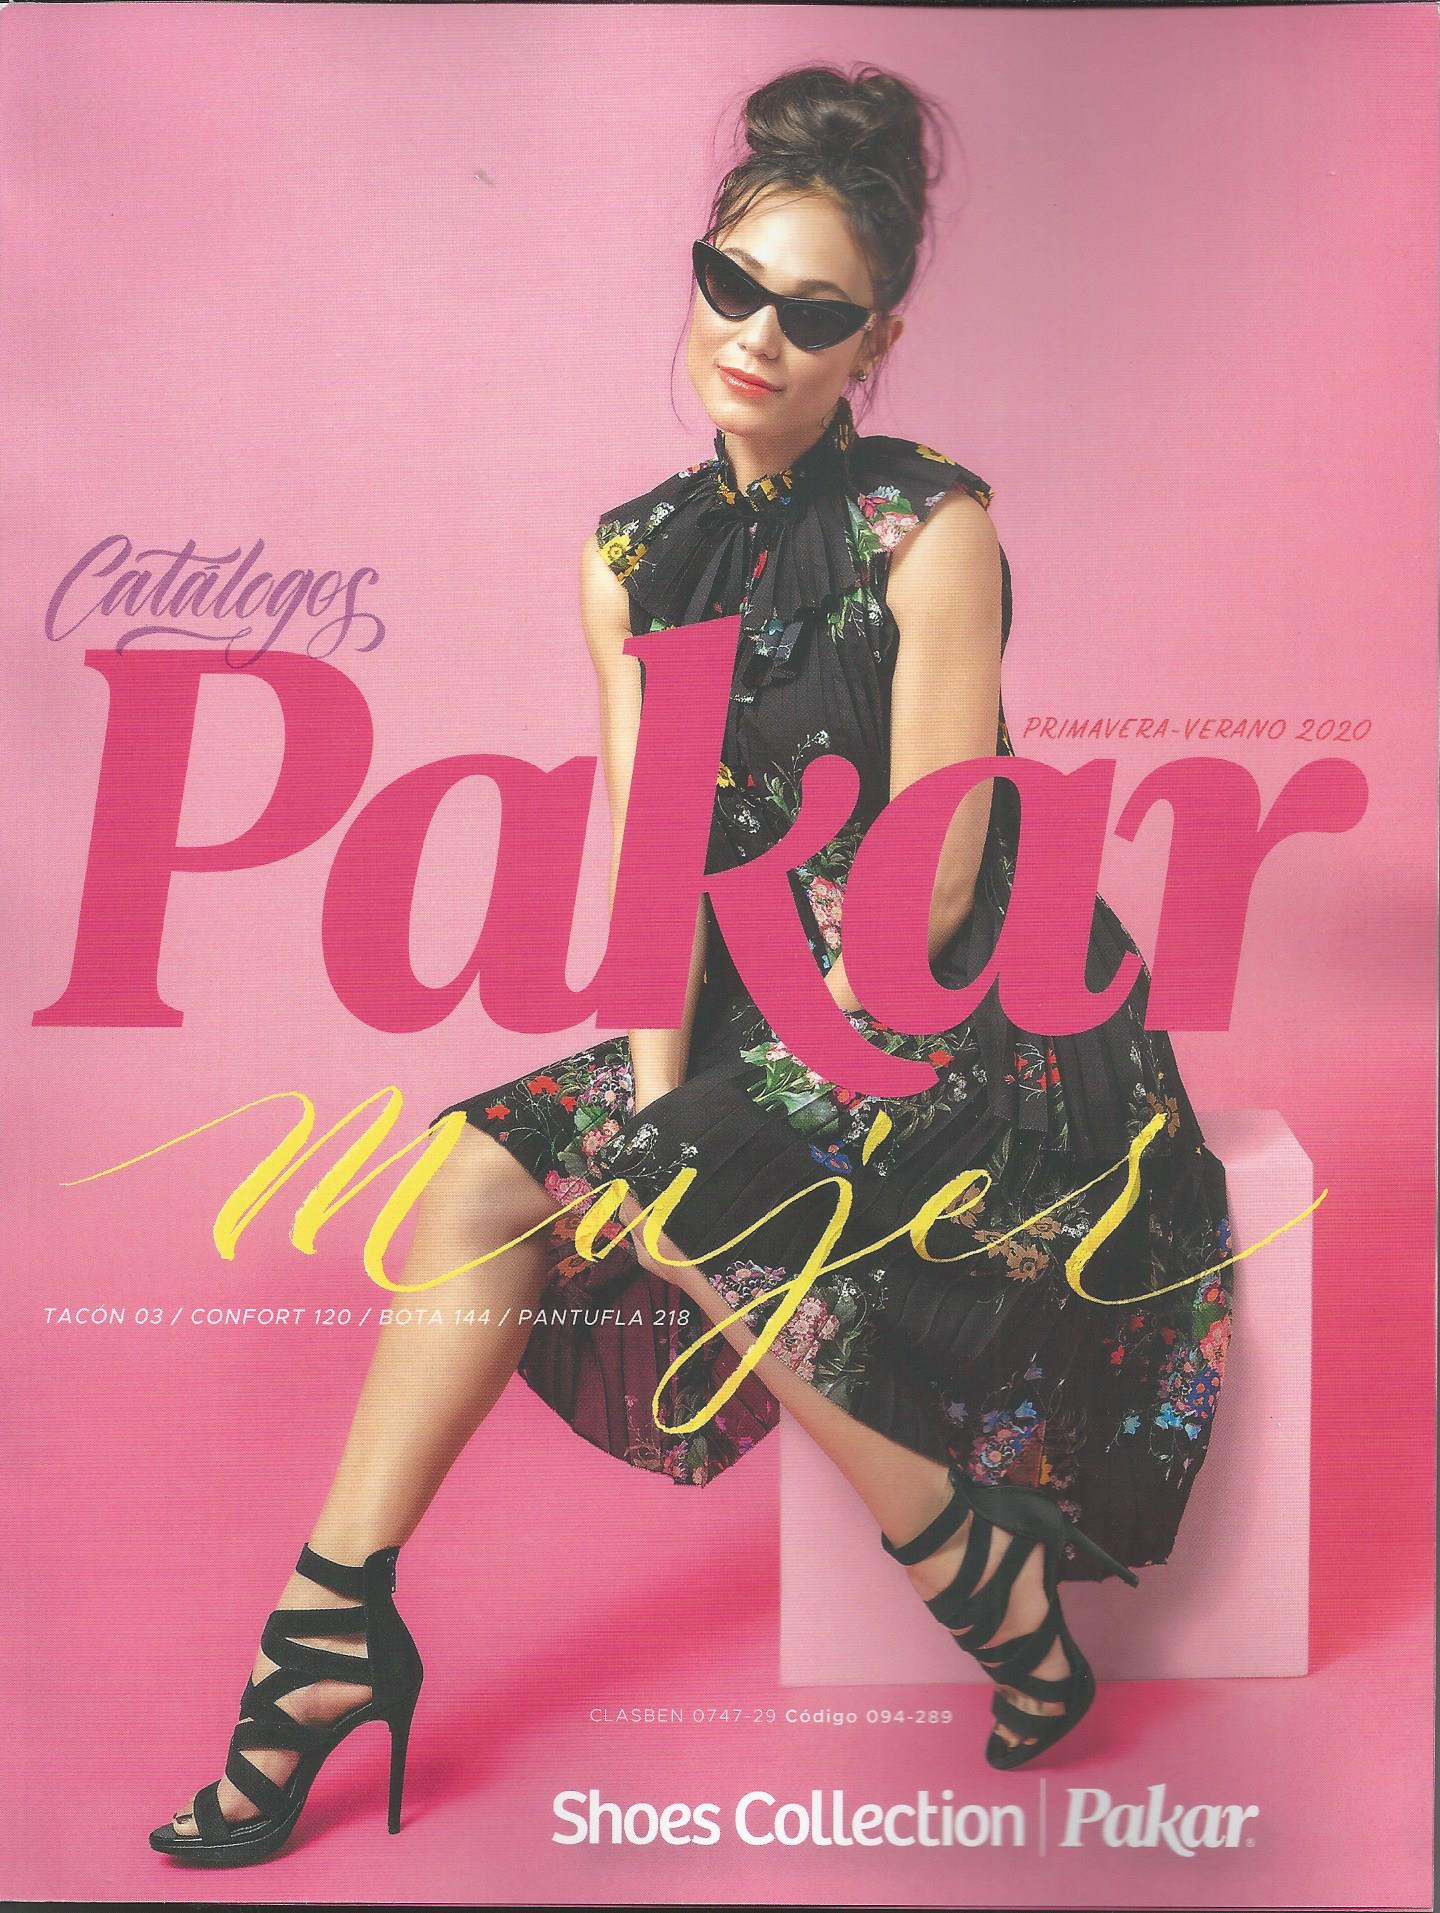 Catálogos
Pakar
PRIMAVERA-VERANO 2020
Mujer
TACÓN 03 / CONFORT 120 / BOTA 144 / PANTUFLA 218
CLASBEN 0747-29 Código 094-289
Shoes Collection | Pakar®